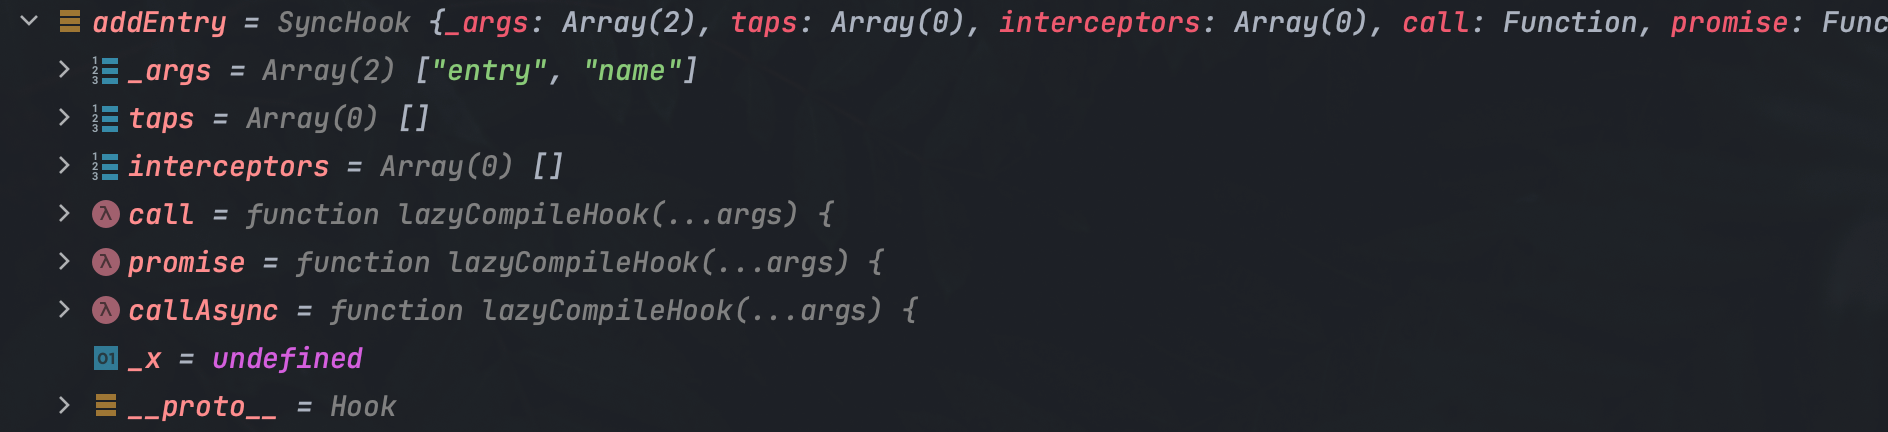 addEntry = SyncHook {_args: Array(2), taps: Array(0), interceptors: Array(0), call: Function, promise: Func
_args = Array(2) ["entry", "name"]
taps = Array(0) []
interceptors = Array(0) []
call = function lazyCompileHook(...args) {
promise = function lazyCompileHook(...args) {
callAsync = function lazyCompileHook(...args) {
_x = undefined
__proto__ = Hook